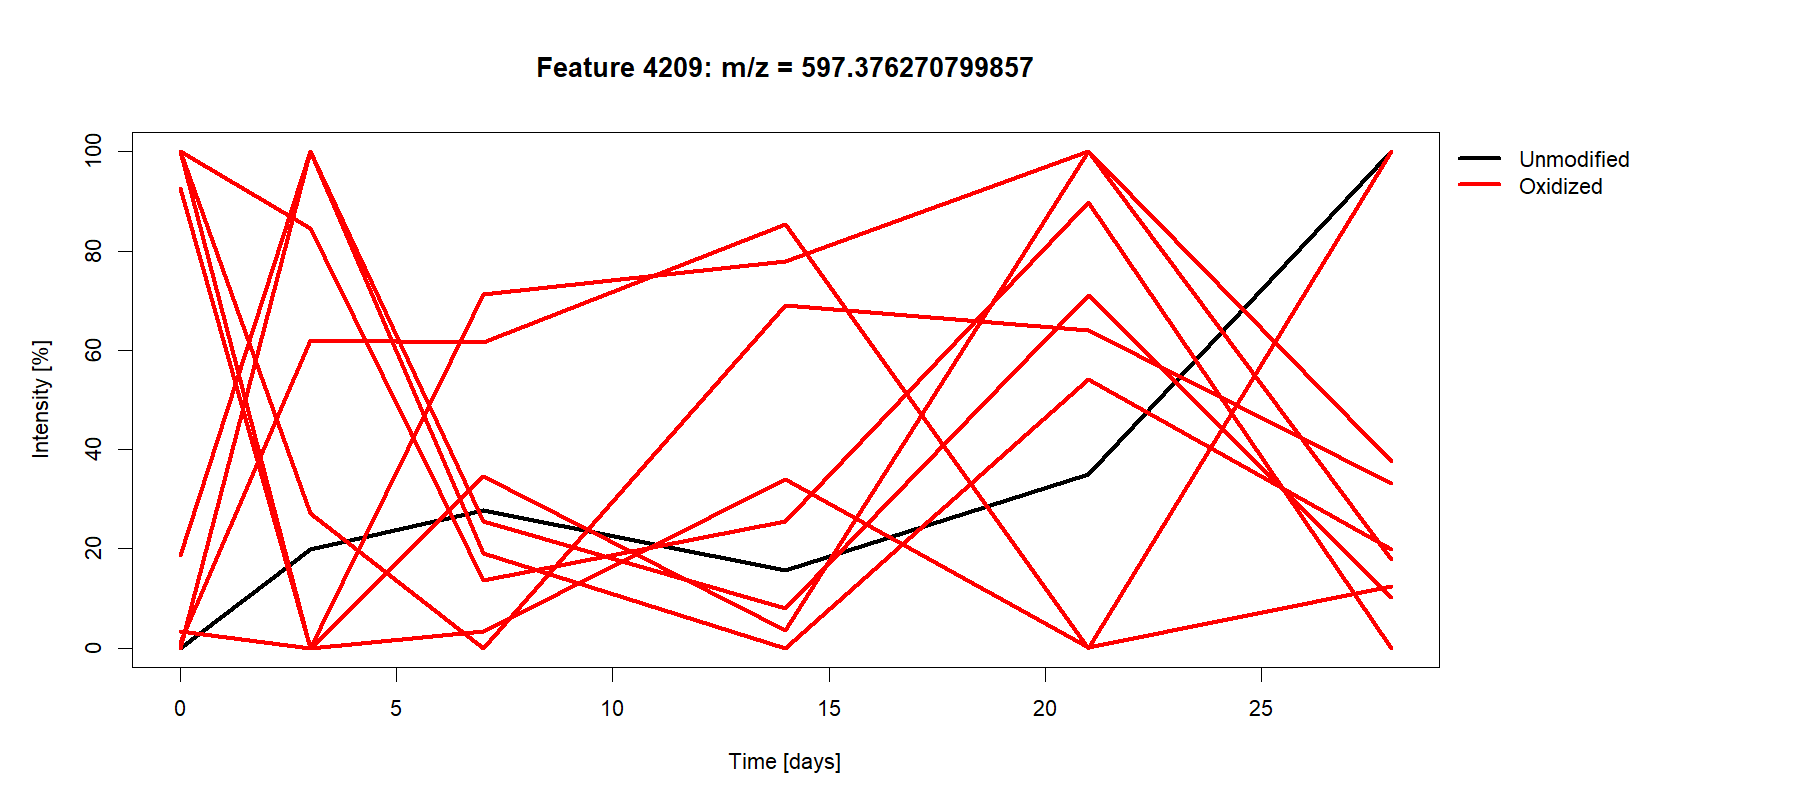 Feature 4209: m/z = 597.376270799857
Unmodified
Oxidized
Intensity [%]
100
80
60
40
20
0
0 5 10 15 20 25
Time [days]